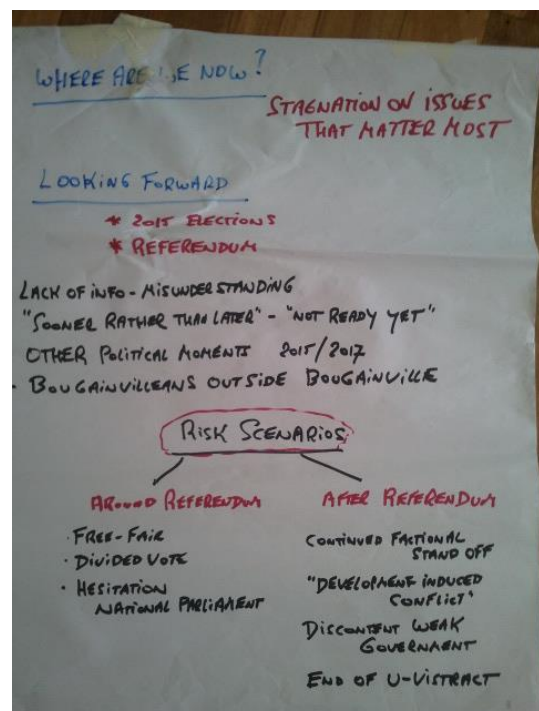 WHERE ARE WE NOW?
STAGNATION ON ISSUES
THAT MATTER MOST
LOOKING FORWARD
* 2015 ELECTIONS
* REFERENDUM
LACK OF INFO - MISUNDERSTANDING
"SOONER RATHER THAN LATER" - "NOT READY YET"
OTHER POLITICAL MOMENTS 2015/2017
· BOUGAINVILLEANS OUTSIDE BOUGAINVILLE
RISK SCENARIOS
AROUND REFERENDUM
· FREE-FAIR
· DIVIDED VOTE
· HESITATION
NATIONAL PARLIAMENT
AFTER REFERENDUM
CONTINUED FACTIONAL
STAND OFF
"DEVELOPMENT INDUCED
CONFLICT"
DISCONTENT WEAK
GOVERNMENT
END OF U-VISTRACT